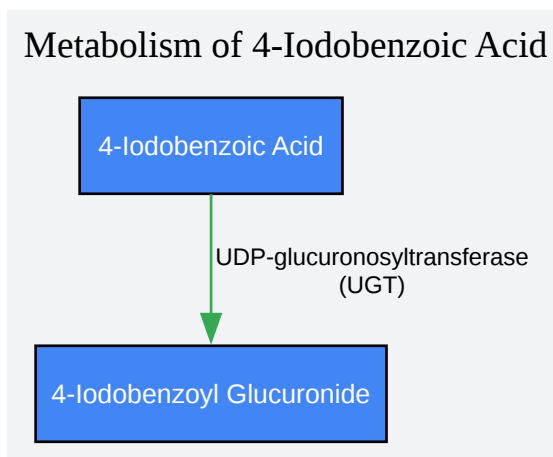 Metabolism of 4-Iodobenzoic Acid
4-Iodobenzoic Acid
UDP-glucuronosyltransferase
(UGT)
4-Iodobenzoyl Glucuronide